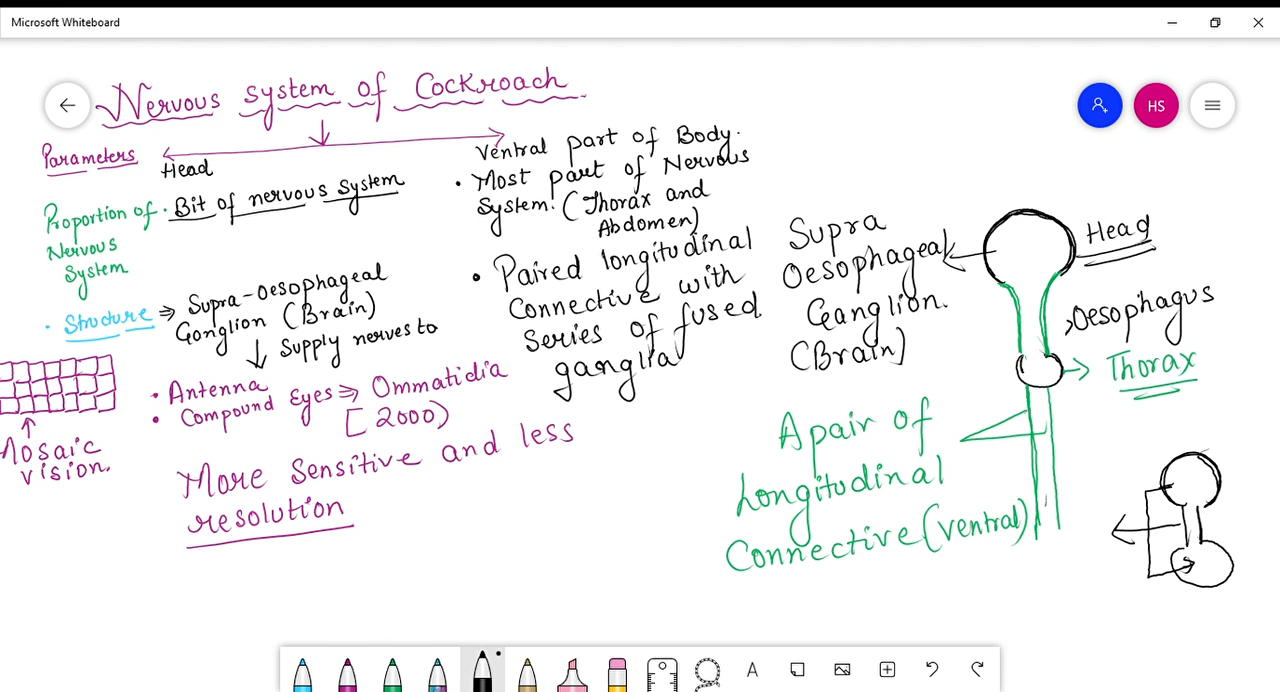 Microsoft Whiteboard
Nervous system of Cockroach
HS
Parameters
Head
Ventral part of Body.
Proportion of
Nervous
System
· Bit of nervous System
· Most part of Nervous
System. (Thorax and
Abdomen)
· Structure ⇒ Supra-Oesophageal
Ganglion (Brain)
↓ Supply nerves to
· Antenna
· Compound Eyes ⇒ Ommatidia
[2000)
· Paired longitudinal
Connective with
Series of fused
ganglia
Mosaic
vision.
More Sensitive and less
resolution
Supra
Oesophageal
Ganglion.
(Brain)
Head
Oesophagus
Thorax
A pair of
Longitudinal
Connective (ventral)
A